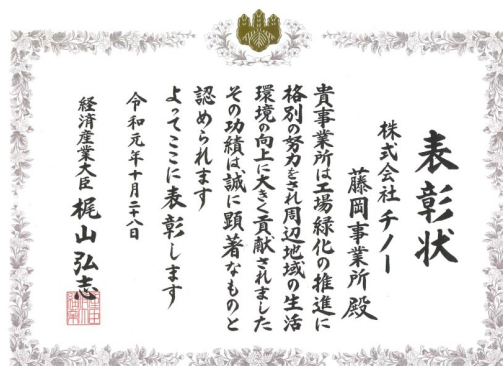 表彰状
株式会社チノー
藤岡事業所殿
貴事業所は工場緑化の推進に
格別の努力をされ周辺地域の生活
環境の向上に大きく貢献されました
その功績は誠に顕著なものと
認められます
よってここに表彰します
令和元年十月二十八日
経済産業大臣 梶山弘志